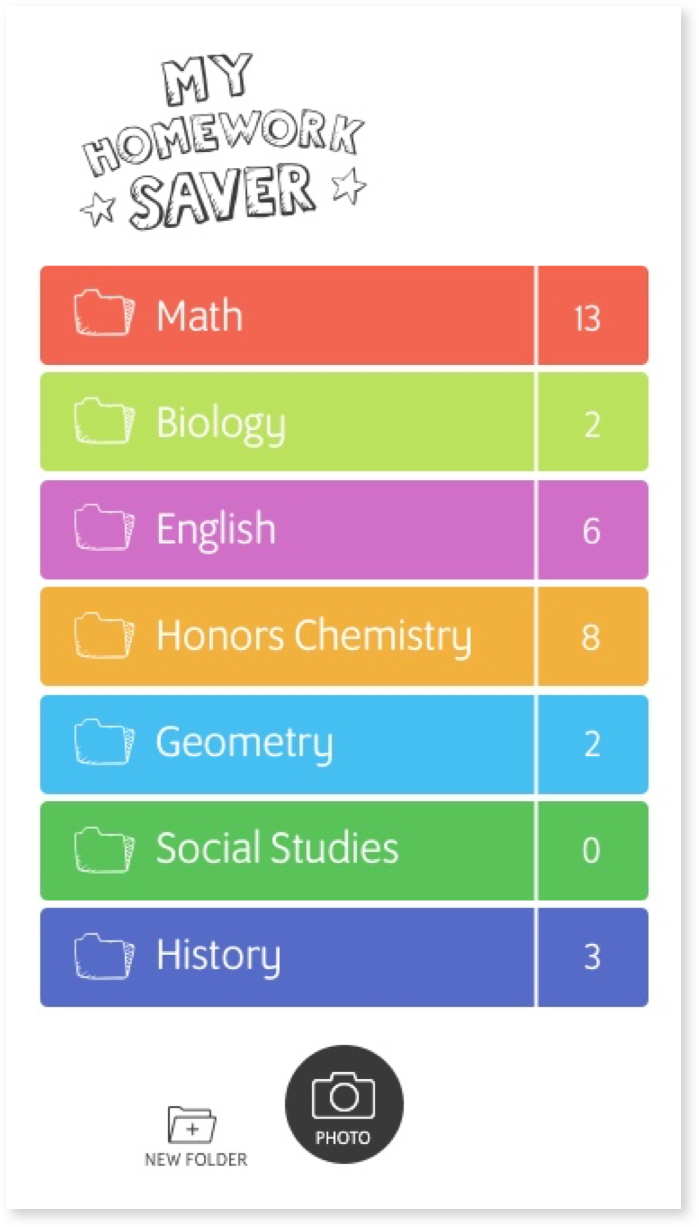 MY
HOMEWORK
SAVER
Math 13
Biology 2
English 6
Honors Chemistry 8
Geometry 2
Social Studies 0
History 3
PHOTO
NEW FOLDER